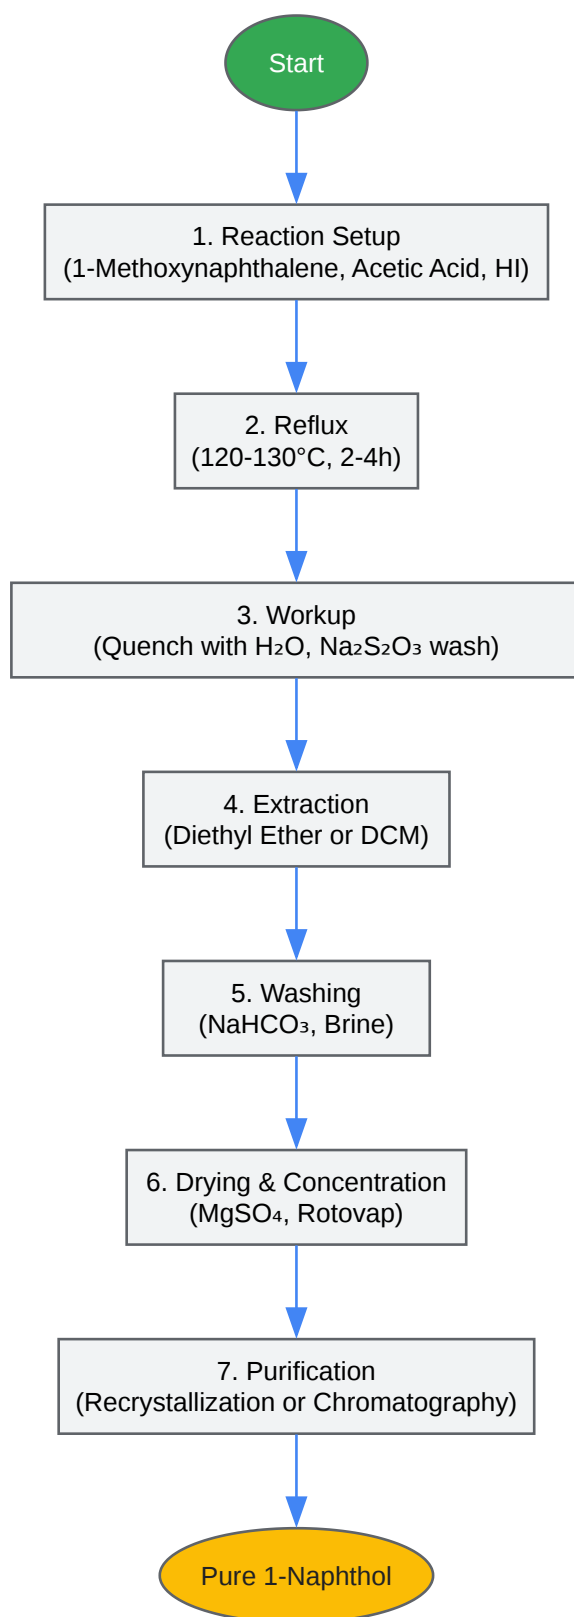 Start
1. Reaction Setup
(1-Methoxynaphthalene, Acetic Acid, HI)
2. Reflux
(120-130°C, 2-4h)
3. Workup
(Quench with H₂O, Na₂S₂O₃ wash)
4. Extraction
(Diethyl Ether or DCM)
5. Washing
(NaHCO₃, Brine)
6. Drying & Concentration
(MgSO₄, Rotovap)
7. Purification
(Recrystallization or Chromatography)
Pure 1-Naphthol